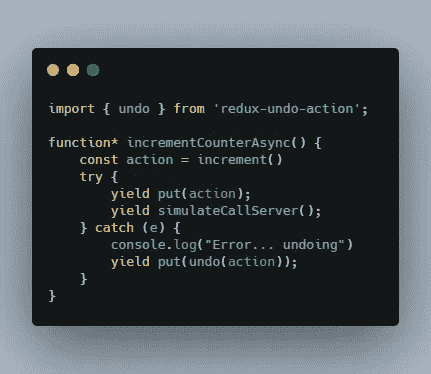 import { undo } from 'redux-undo-action';
function* incrementCounterAsync() {
    const action = increment()
    try {
        yield put(action);
        yield simulateCallServer();
    } catch (e) {
        console.log("Error... undoing")
        yield put(undo(action));
    }
}